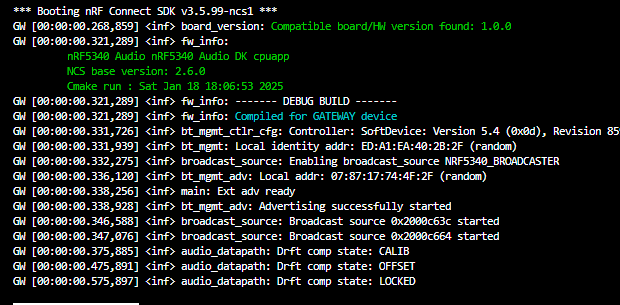 *** Booting nRF Connect SDK v3.5.99-ncs1 ***
GW [00:00:00.268,859] <inf> board_version: Compatible board/HW version found: 1.0.0
GW [00:00:00.321,289] <inf> fw_info:
nRF5340 Audio nRF5340 Audio DK cpuapp
NCS base version: 2.6.0
Cmake run : Sat Jan 18 18:06:53 2025
GW [00:00:00.321,289] <inf> fw_info: ------- DEBUG BUILD -------
GW [00:00:00.321,289] <inf> fw_info: Compiled for GATEWAY device
GW [00:00:00.331,726] <inf> bt_mgmt_ctlr_cfg: Controller: SoftDevice: Version 5.4 (0x0d), Revision 85
GW [00:00:00.331,939] <inf> bt_mgmt: Local identity addr: ED:A1:EA:40:2B:2F (random)
GW [00:00:00.332,275] <inf> broadcast_source: Enabling broadcast_source NRF5340_BROADCASTER
GW [00:00:00.336,120] <inf> bt_mgmt_adv: Local addr: 07:87:17:74:4F:2F (random)
GW [00:00:00.338,256] <inf> main: Ext adv ready
GW [00:00:00.338,928] <inf> bt_mgmt_adv: Advertising successfully started
GW [00:00:00.346,588] <inf> broadcast_source: Broadcast source 0x2000c63c started
GW [00:00:00.347,076] <inf> broadcast_source: Broadcast source 0x2000c664 started
GW [00:00:00.375,885] <inf> audio_datapath: Drft comp state: CALIB
GW [00:00:00.475,891] <inf> audio_datapath: Drft comp state: OFFSET
GW [00:00:00.575,897] <inf> audio_datapath: Drft comp state: LOCKED